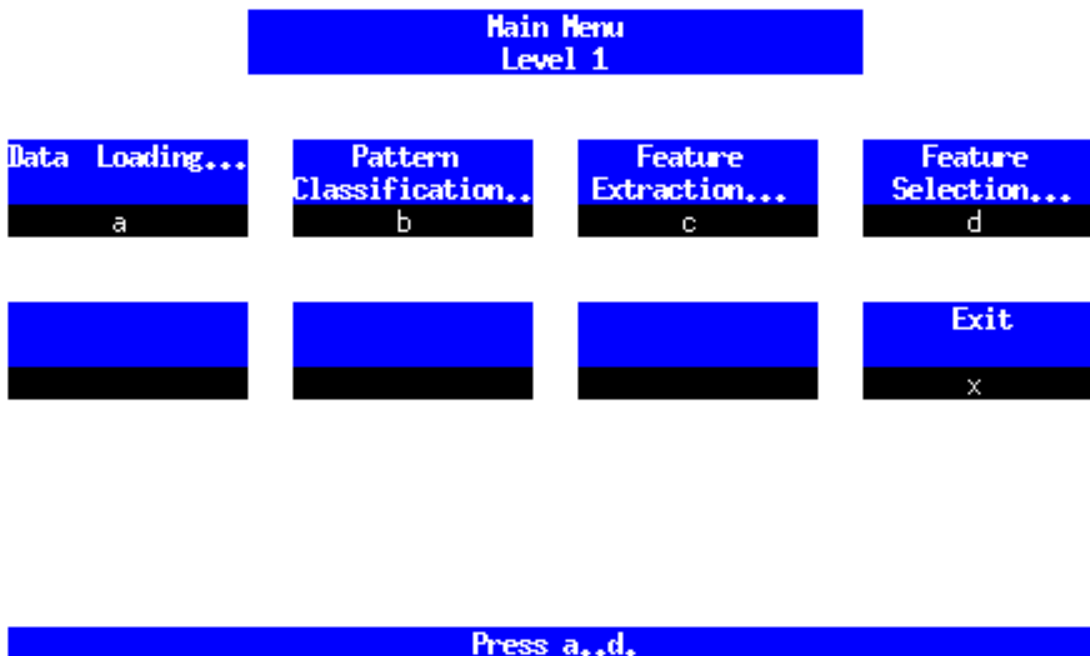 Main Menu
Level 1
Data Loading...
Pattern
Classification..
a
b
Feature
Extraction...
c
Feature
Selection...
d
Exit
x
Press a..d.